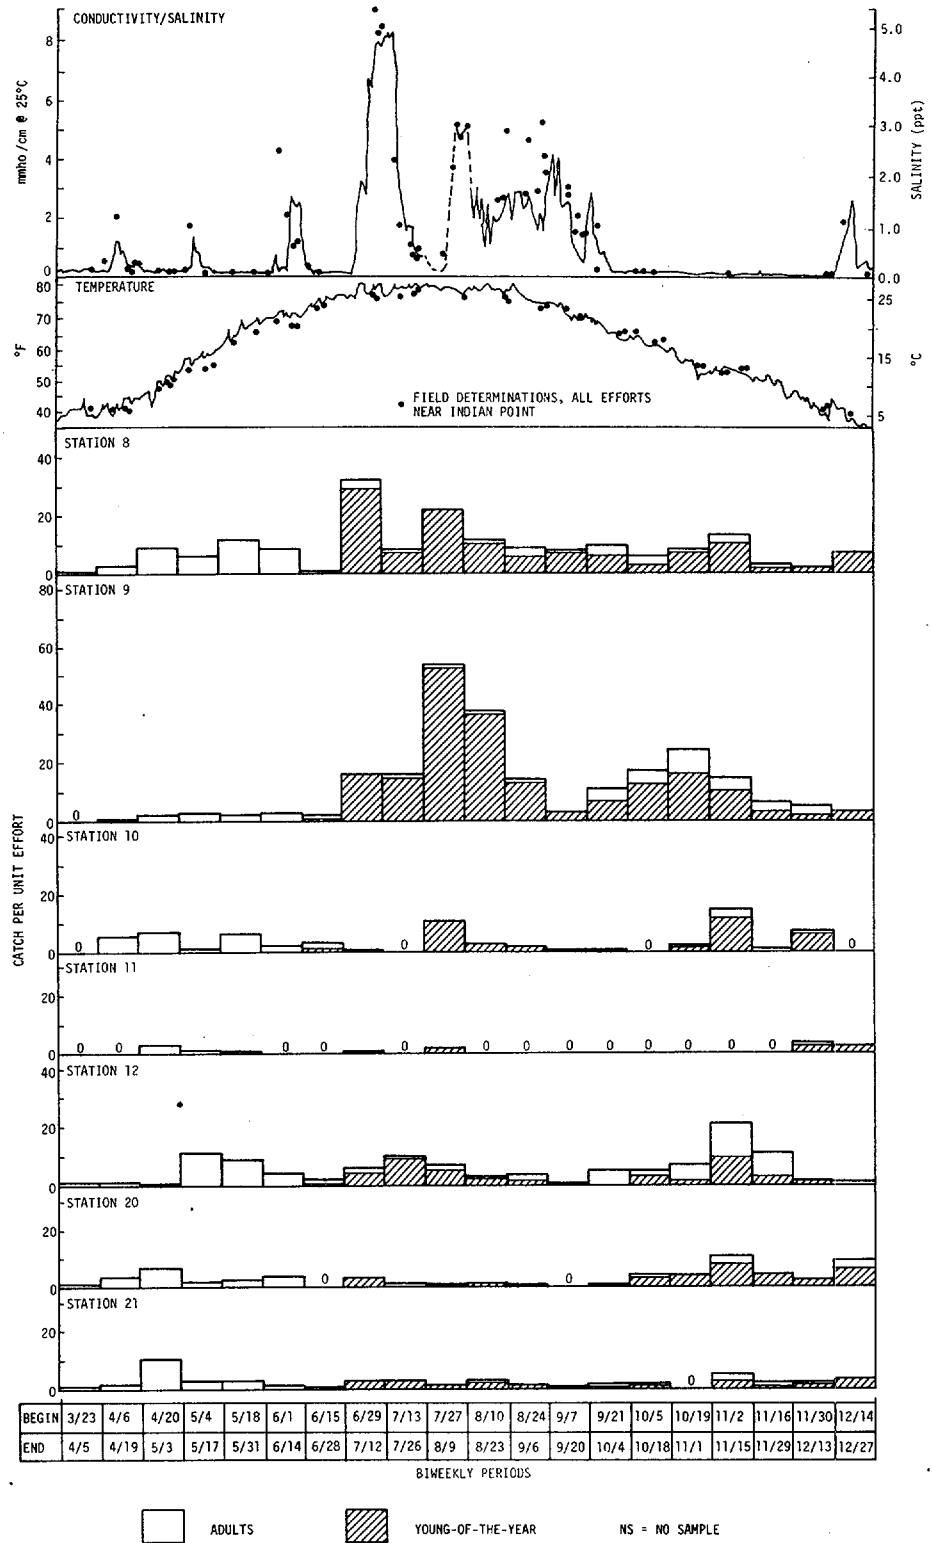 CONDUCTIVITY/SALINITY
8
6
4
2
0
mmho/cm @ 25°C
5.0
4.0
3.0
2.0
1.0
0.0
SALINITY (ppt)
TEMPERATURE
80
70
60
50
40
°F
25
15
5
°C
FIELD DETERMINATIONS, ALL EFFORTS
NEAR INDIAN POINT
STATION 8
40
20
0
STATION 9
80
60
40
20
0
0
CATCH PER UNIT EFFORT
STATION 10
40
20
0
0 0 0 0
STATION 11
20
0
0 0 0 0 0 0 0 0 0 0 0 0 0
STATION 12
40
20
0
STATION 20
20
0
0 0
STATION 21
20
0
0
BEGIN 3/23 4/6 4/20 5/4 5/18 6/1 6/15 6/29 7/13 7/27 8/10 8/24 9/7 9/21 10/5 10/19 11/2 11/16 11/30 12/14
END 4/5 4/19 5/3 5/17 5/31 6/14 6/28 7/12 7/26 8/9 8/23 9/6 9/20 10/4 10/18 11/1 11/15 11/29 12/13 12/27
BIWEEKLY PERIODS
ADULTS YOUNG-OF-THE-YEAR NS = NO SAMPLE